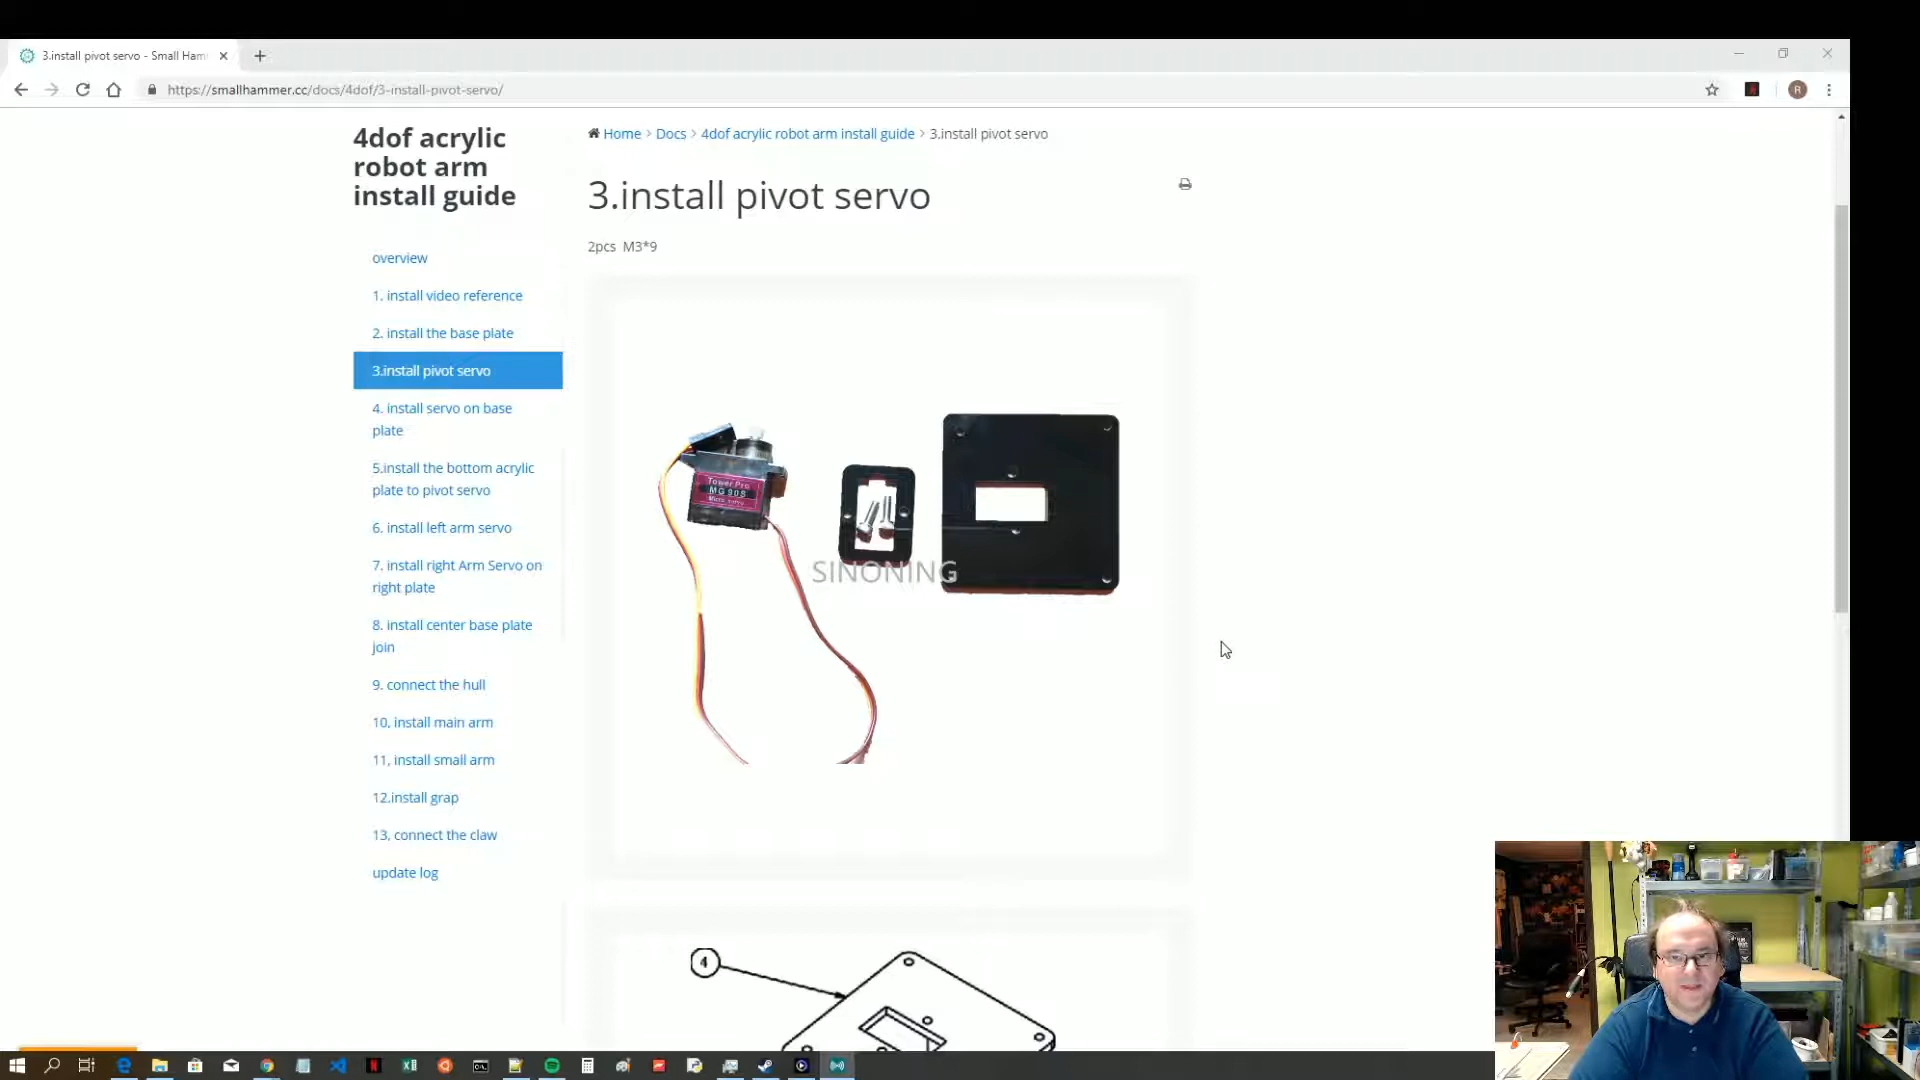 3.install pivot servo - Small Ham
https://smallhammer.cc/docs/4dof/3-install-pivot-servo/
R
4dof acrylic
robot arm
install guide
overview
1. install video reference
2. install the base plate
3.install pivot servo
4. install servo on base
plate
5.install the bottom acrylic
plate to pivot servo
6. install left arm servo
7. install right Arm Servo on
right plate
8. install center base plate
join
9. connect the hull
10, install main arm
11, install small arm
12.install grap
13, connect the claw
update log
Home > Docs > 4dof acrylic robot arm install guide > 3.install pivot servo
3.install pivot servo
2pcs M3*9
Tower Pro
MG 90S
Micro servo
SINONING
4